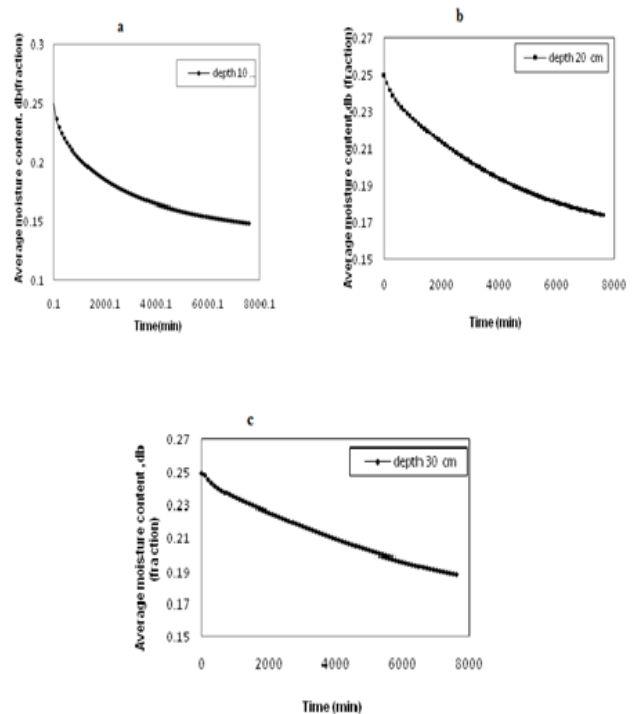 a
0.3
0.25
0.2
0.15
0.1
Average moisture content, db(fraction)
depth 10 ..
0.1 2000.1 4000.1 6000.1 8000.1
Time(min)
b
0.27
0.25
0.23
0.21
0.19
0.17
0.15
Average moisture content,db (fraction)
depth 20 cm
0 2000 4000 6000 8000
Time (min)
c
0.27
0.25
0.23
0.21
0.19
0.17
0.15
Average moisture content ,db
(fraction)
depth 30 cm
0 2000 4000 6000 8000
Time (min)